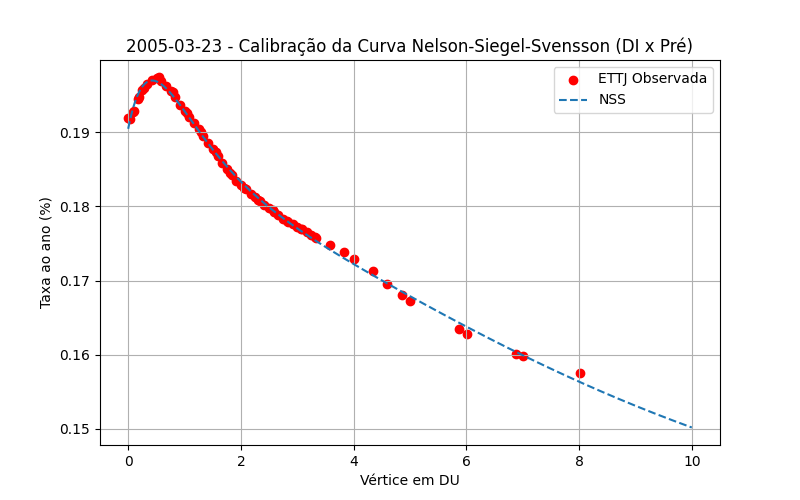 2005-03-23 - Calibração da Curva Nelson-Siegel-Svensson (DI x Pré)
ETTJ Observada
NSS
Taxa ao ano (%)
0.19
0.18
0.17
0.16
0.15
0 2 4 6 8 10
Vértice em DU